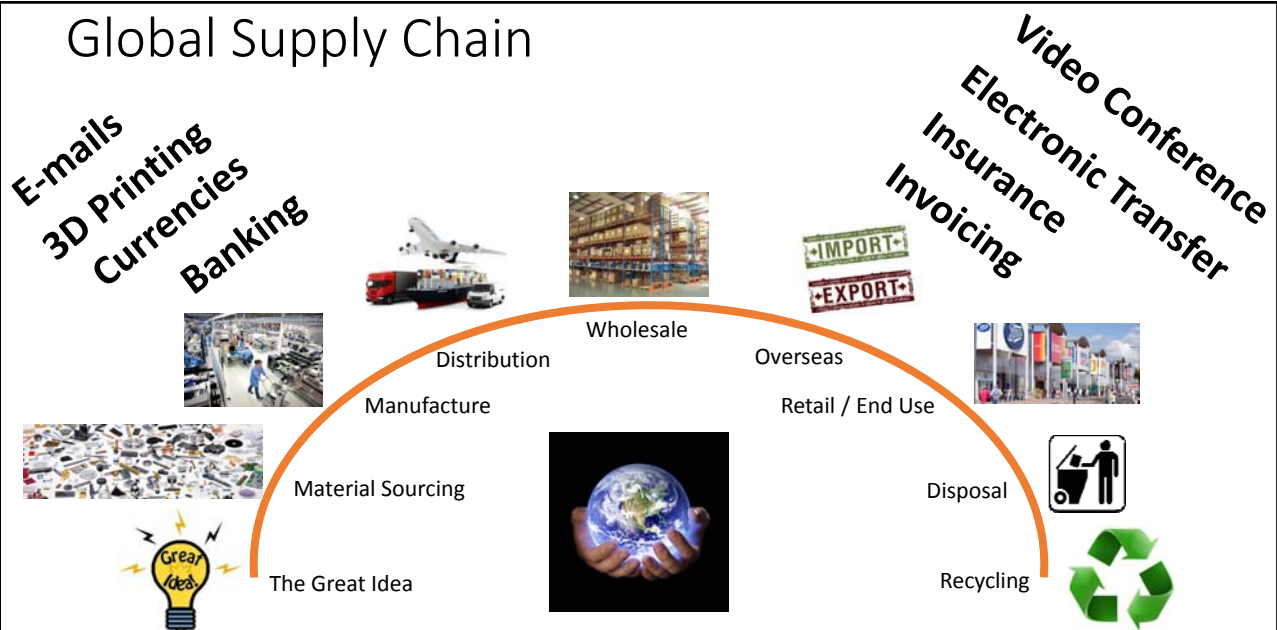 Global Supply Chain
E-mails
3D Printing
Currencies
Banking
Video Conference
Electronic Transfer
Insurance
Invoicing
IMPORT
EXPORT
Wholesale
Distribution
Overseas
Manufacture
Retail / End Use
Material Sourcing
Disposal
Great
Idea!
The Great Idea
Recycling